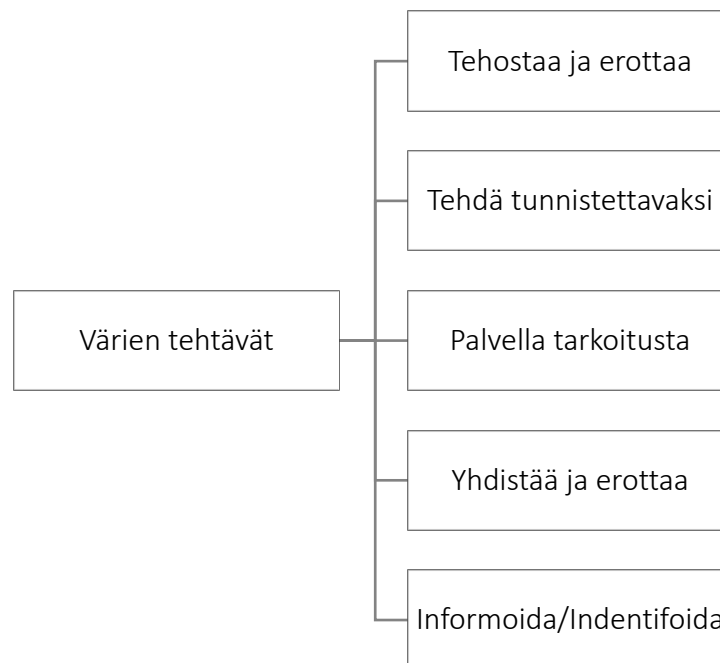 Tehostaa ja erottaa
Tehdä tunnistettavaksi
Värien tehtävät
Palvella tarkoitusta
Yhdistää ja erottaa
Informoida/Indentifoida